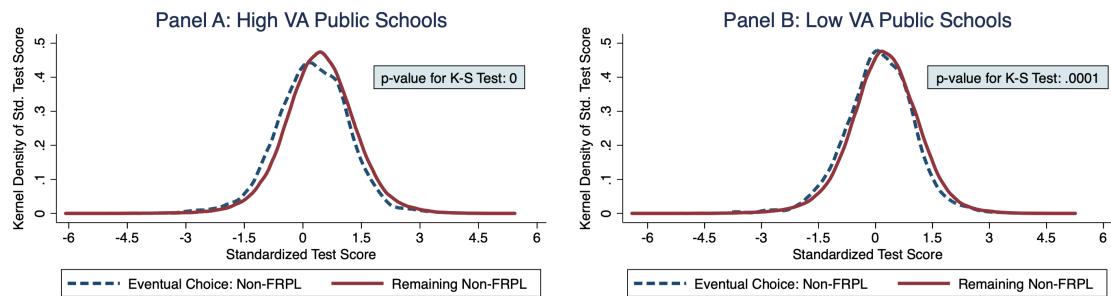 Panel A: High VA Public Schools
Kernel Density of Std. Test Score
.5
.4
.3
.2
.1
0
p-value for K-S Test: 0
-6 -4.5 -3 -1.5 0 1.5 3 4.5 6
Standardized Test Score
Eventual Choice: Non-FRPL Remaining Non-FRPL
Panel B: Low VA Public Schools
Kernel Density of Std. Test Score
.5
.4
.3
.2
.1
0
p-value for K-S Test: .0001
-6 -4.5 -3 -1.5 0 1.5 3 4.5 6
Standardized Test Score
Eventual Choice: Non-FRPL Remaining Non-FRPL